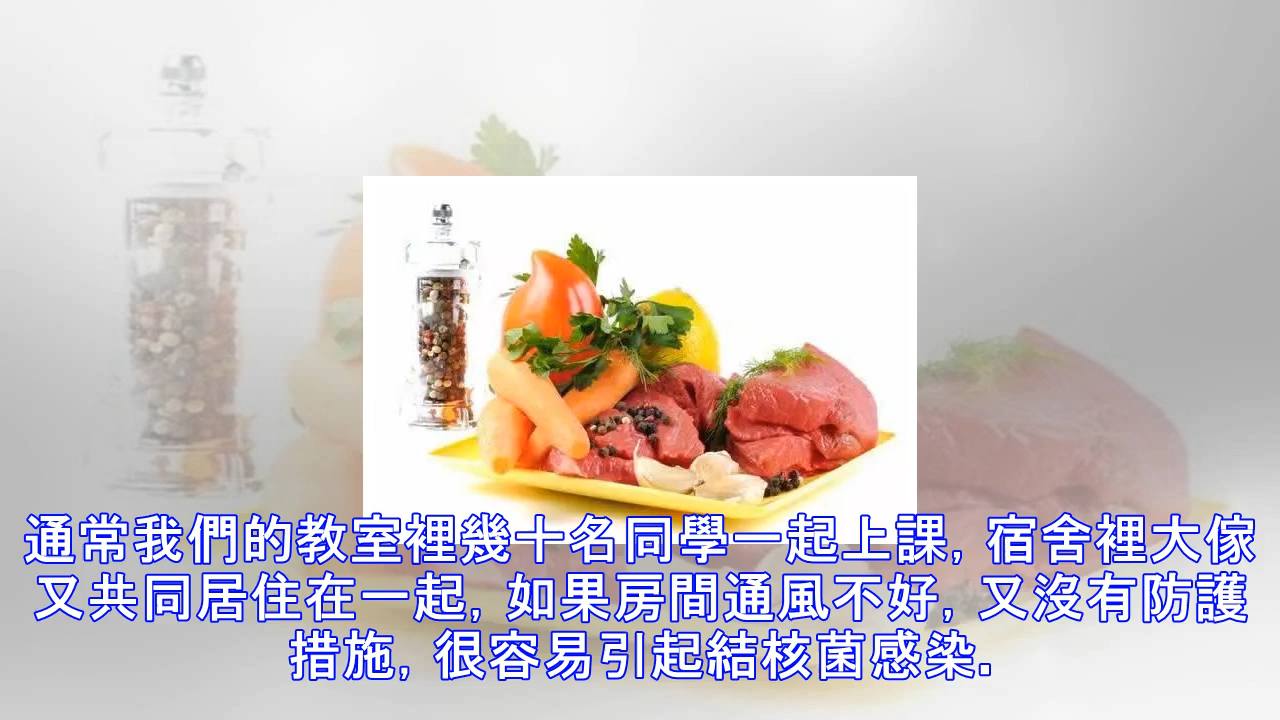 通常我們的教室裡幾十名同學一起上課, 宿舍裡大傢
又共同居住在一起, 如果房間通風不好, 又沒有防護
措施, 很容易引起結核菌感染.